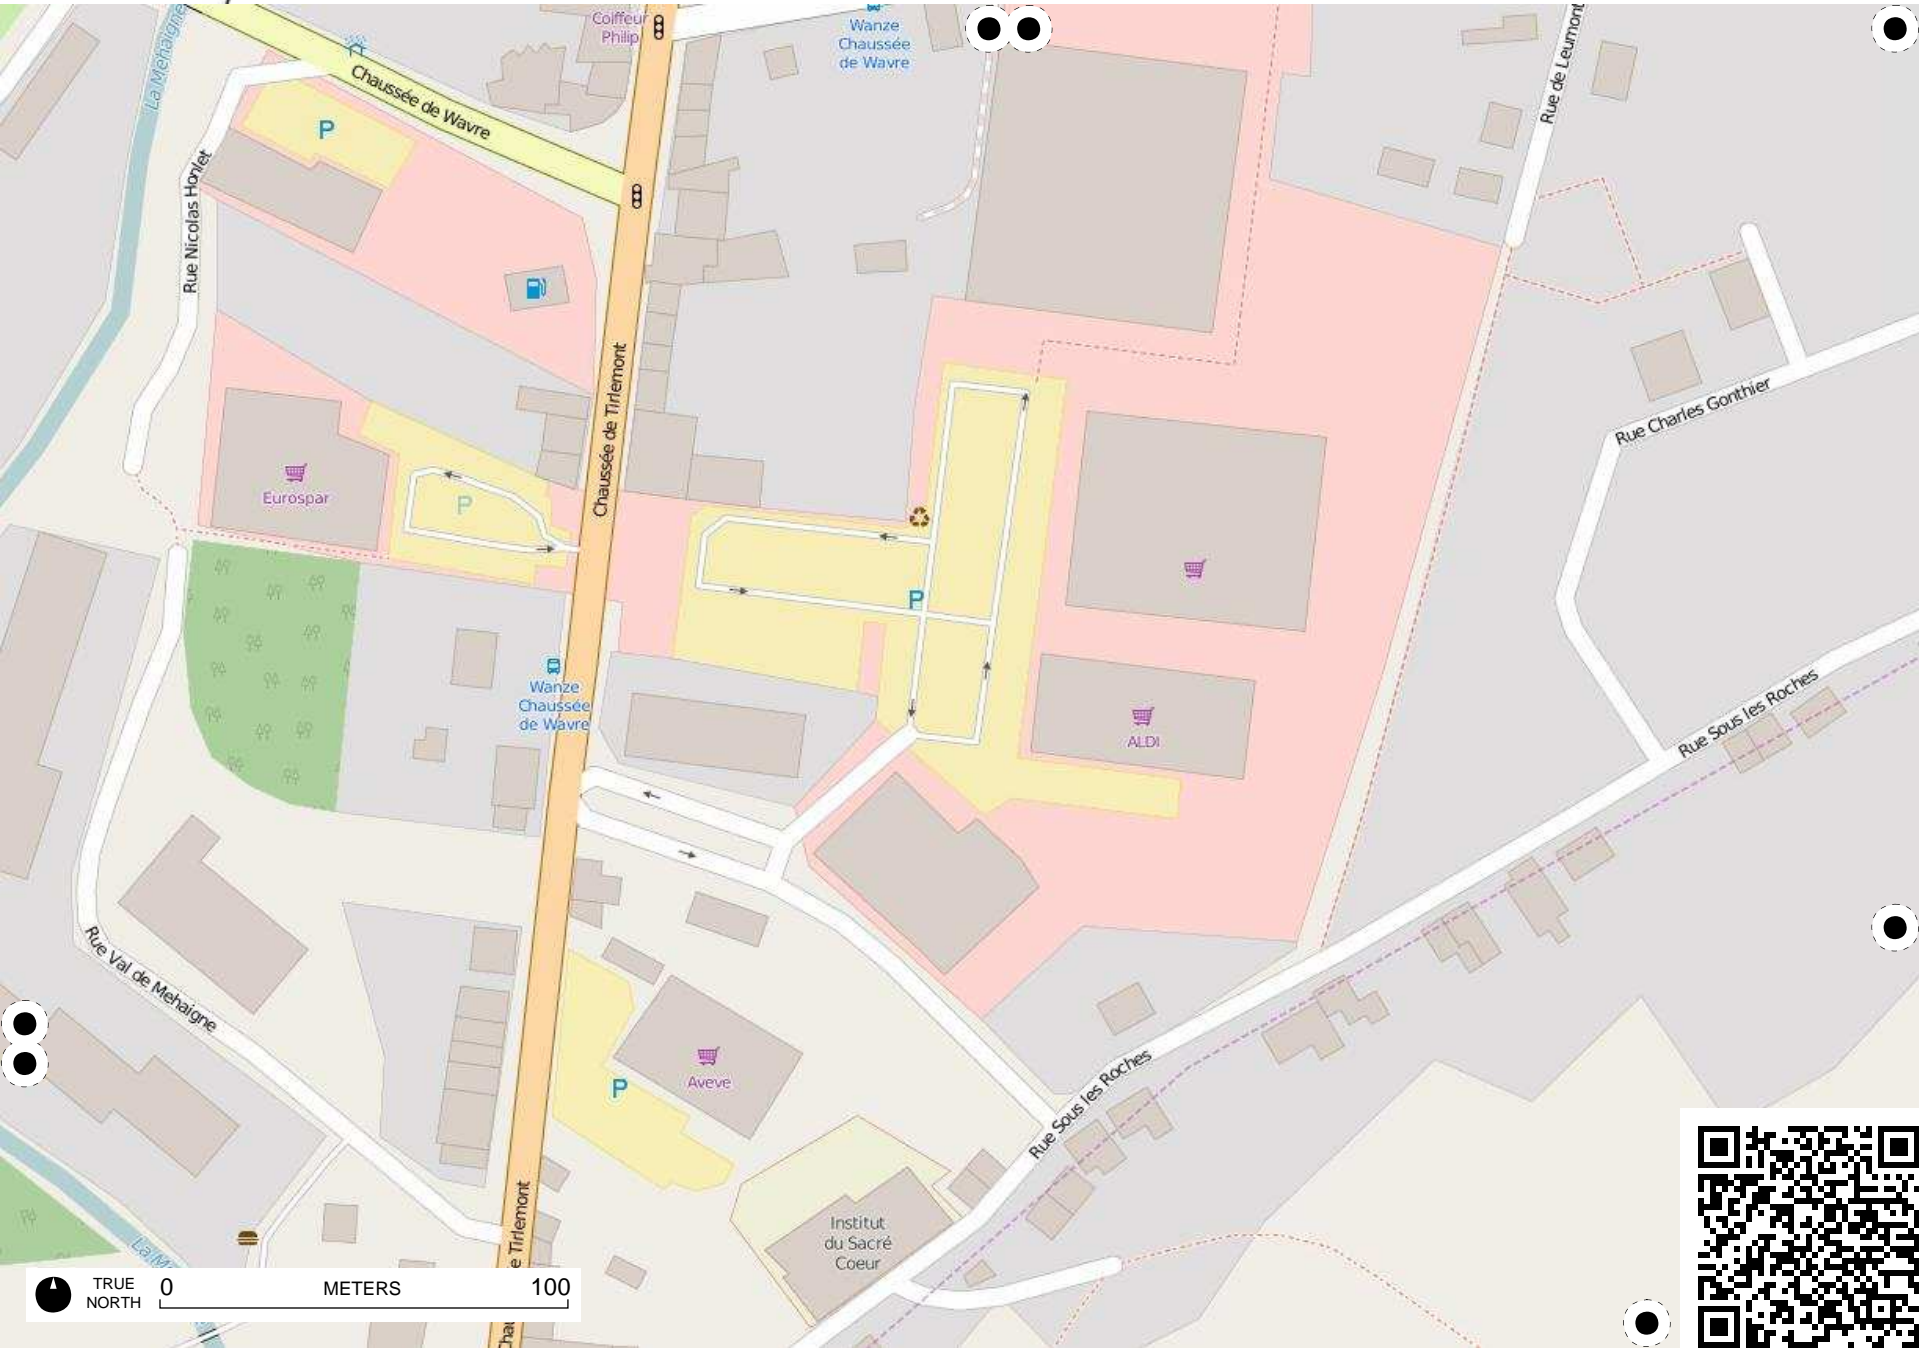 La Mehaigne
Coiffeur
Philip
Wanze
Chaussée
de Wavre
Rue de Leumont
Chaussée de Wavre
P
Rue Nicolas Honlet
Chaussée de Tirlemont
Rue Charles Gonthier
Eurospar
P
P
Wanze
Chaussée
de Wavre
ALDI
Rue Sous les Roches
Rue Val de Mehaigne
Aveve
P
Rue Sous les Roches
Institut
du Sacré
Coeur
Tirlemont
TRUE
NORTH
0 METERS 100